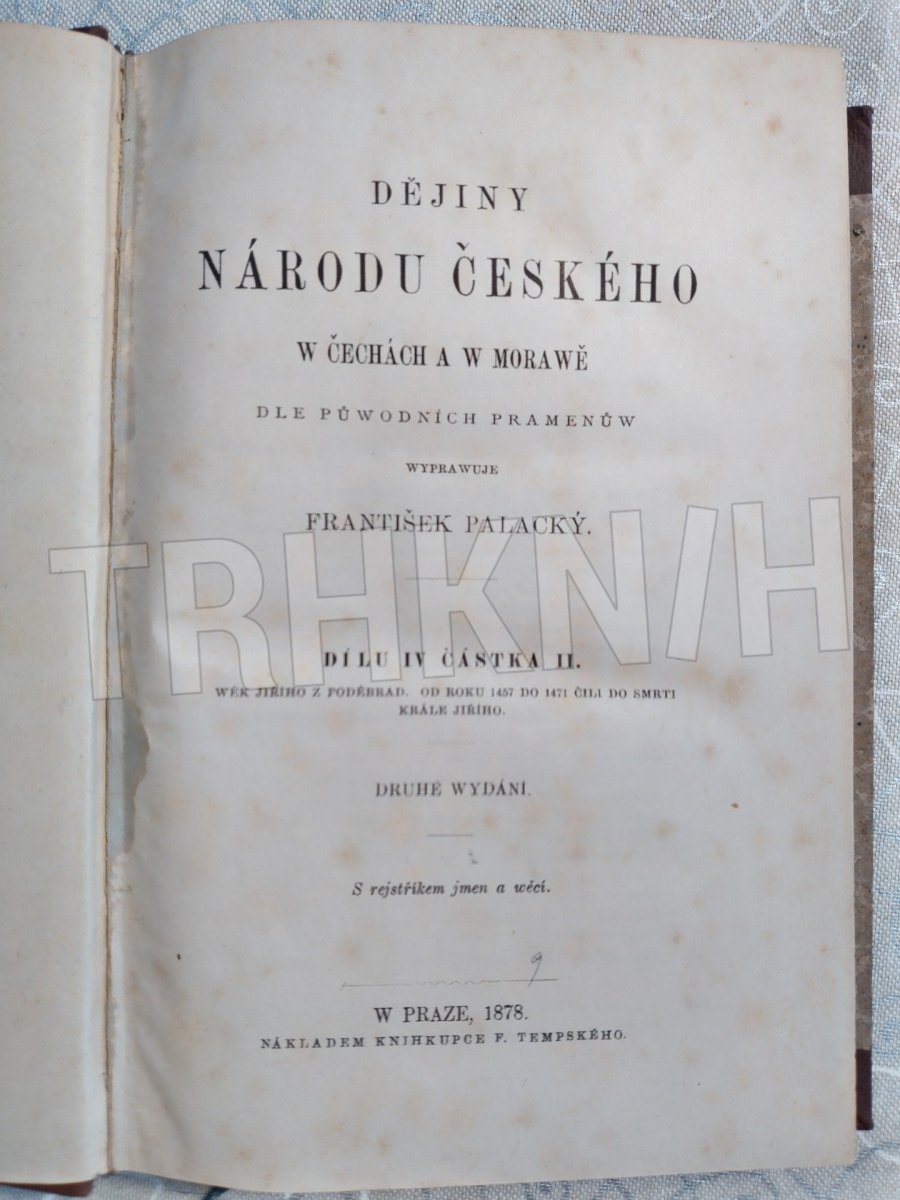 DĚJINY
NÁRODU ČESKÉHO
W ČECHÁCH A W MORAWĚ
DLE PŮWODNÍCH PRAMENŮW
WYPRAWUJE
FRANTIŠEK PALACKÝ.
TRHKNIH
DÍLU IV ČÁSTKA II.
WĚK JIŘÍHO Z PODĚBRAD. OD ROKU 1457 DO 1471 ČILI DO SMRTI
KRÁLE JIŘÍHO.
DRUHÉ WYDÁNÍ.
S rejstříkem jmen a wěcí.
9
W PRAZE, 1878.
NÁKLADEM KNIHKUPCE F. TEMPSKÉHO.